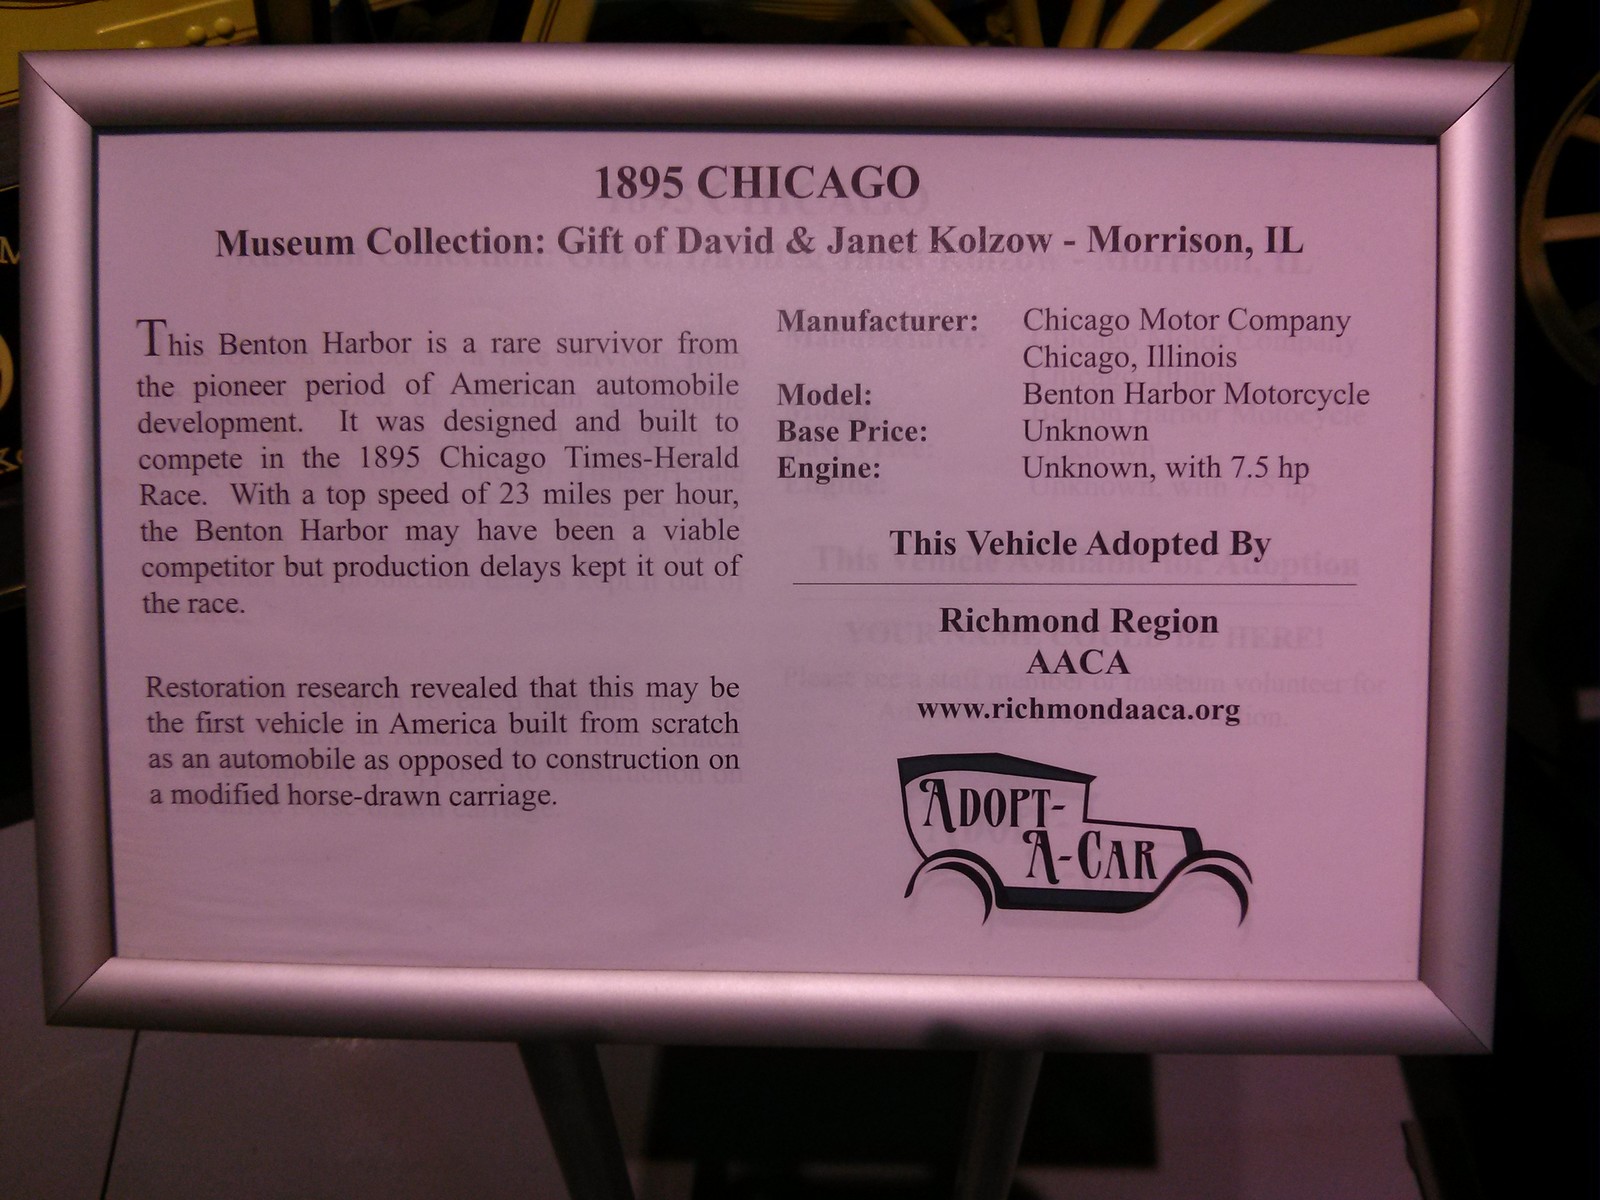 1895 CHICAGO
Museum Collection: Gift of David & Janet Kolzow - Morrison, IL
This Benton Harbor is a rare survivor from
the pioneer period of American automobile
development. It was designed and built to
compete in the 1895 Chicago Times-Herald
Race. With a top speed of 23 miles per hour,
the Benton Harbor may have been a viable
competitor but production delays kept it out of
the race.
Restoration research revealed that this may be
the first vehicle in America built from scratch
as an automobile as opposed to construction on
a modified horse-drawn carriage.
Manufacturer: Chicago Motor Company
Chicago, Illinois
Model: Benton Harbor Motorcycle
Base Price: Unknown
Engine: Unknown, with 7.5 hp
This Vehicle Adopted By
Richmond Region
AACA
www.richmondaaca.org
ADOPT-
A-CAR